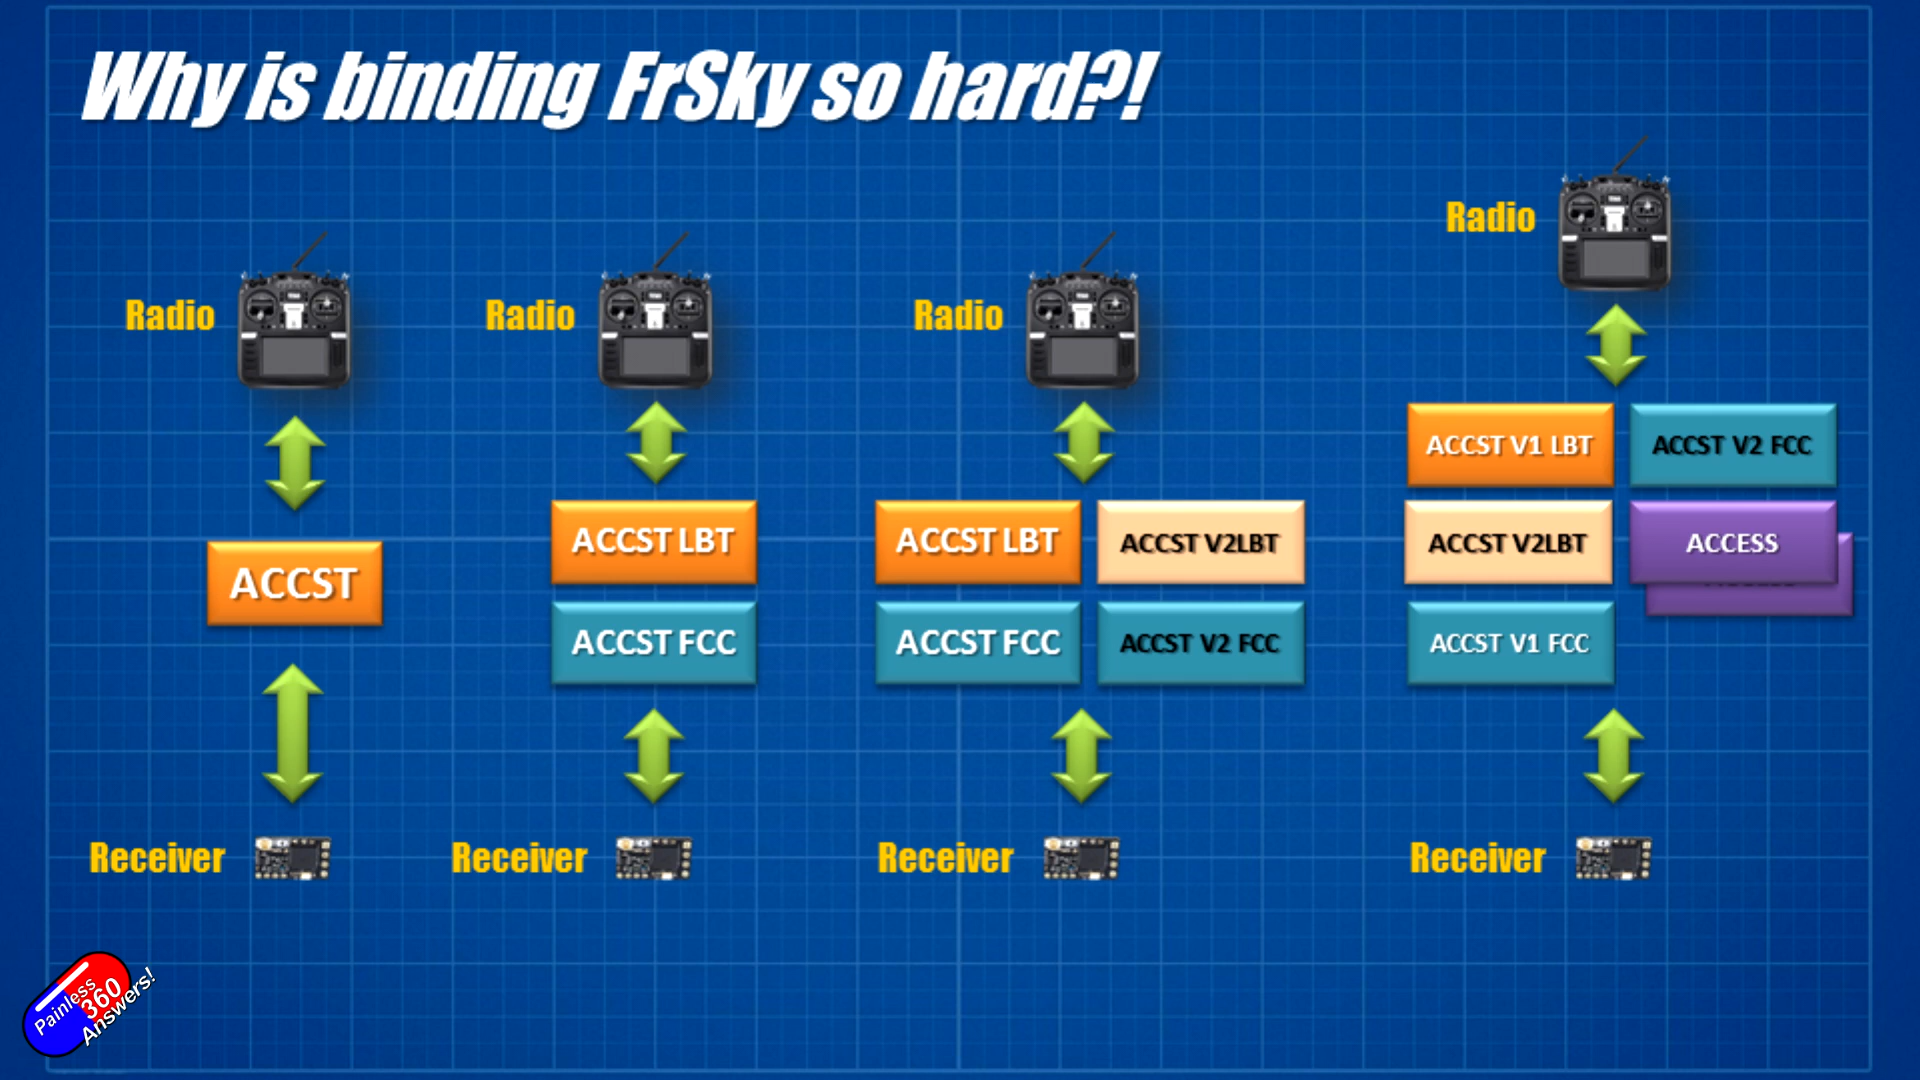 Why is binding FrSky so hard?!
Radio
ACCST
Receiver
Radio
ACCST LBT
ACCST FCC
Receiver
Radio
ACCST LBT
ACCST V2LBT
ACCST FCC
ACCST V2 FCC
Receiver
Radio
ACCST V1 LBT
ACCST V2 FCC
ACCST V2LBT
ACCESS
ACCST V1 FCC
Receiver
Painless
360
Answers!